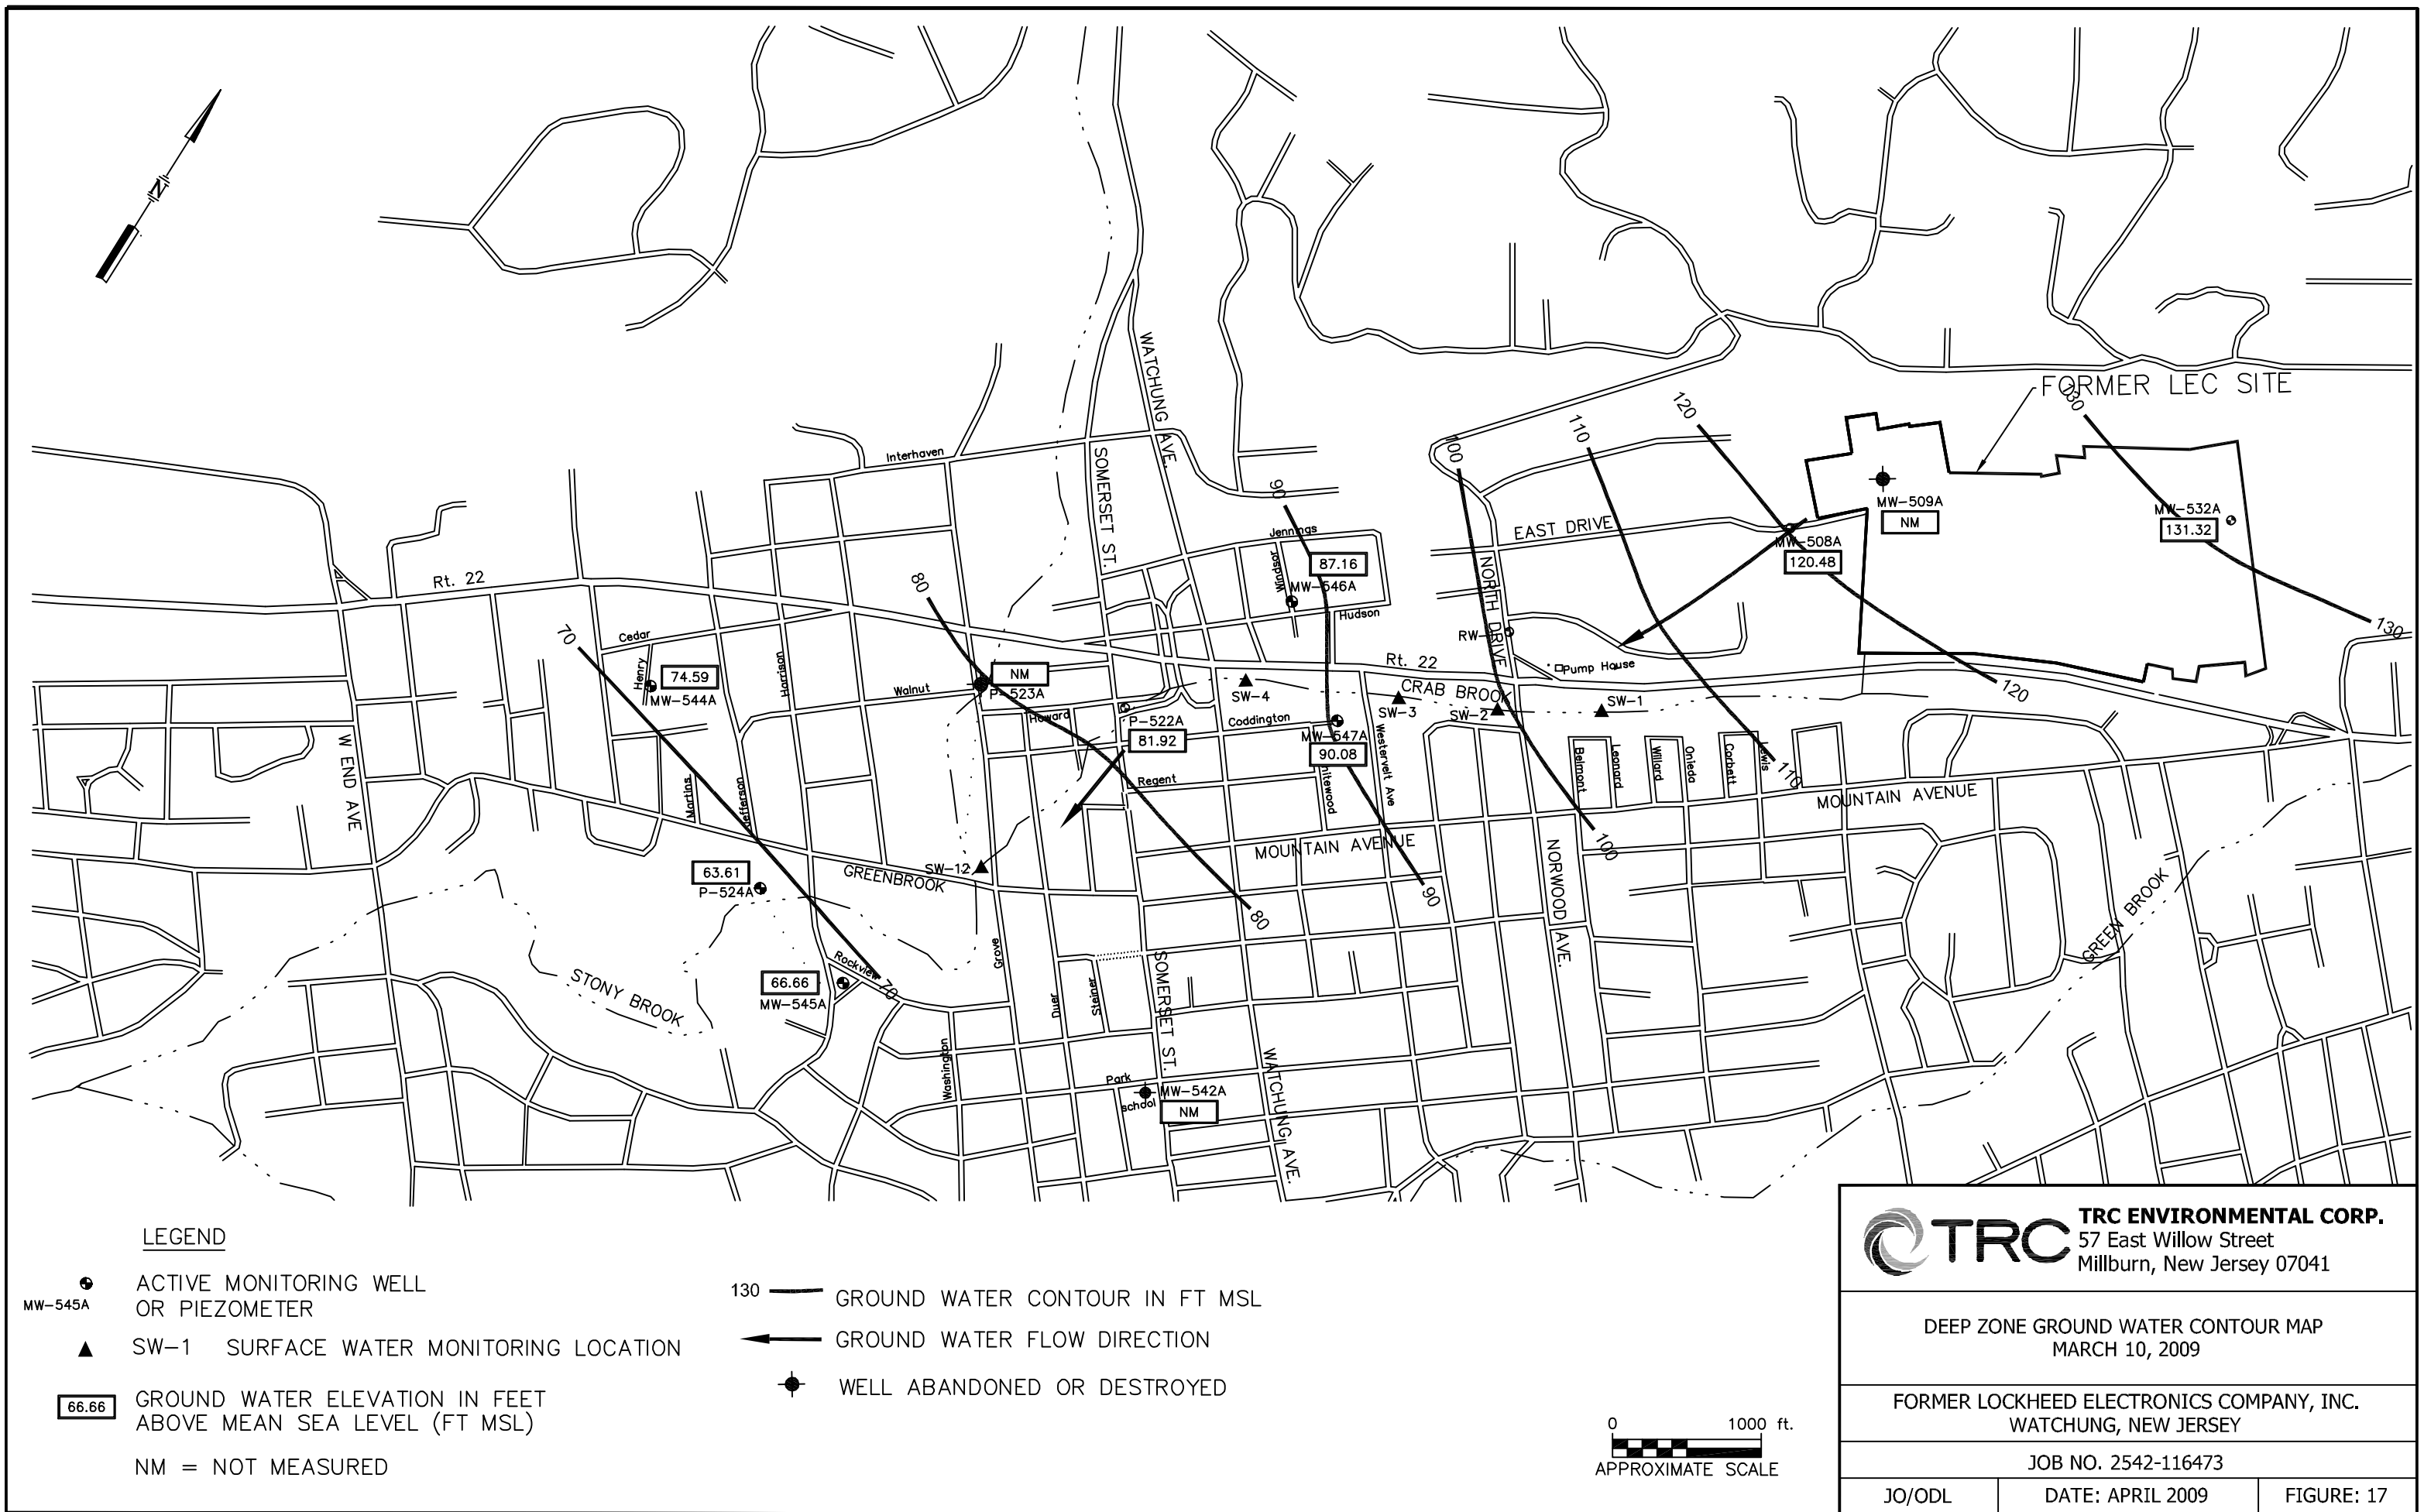 N
FORMER LEC SITE
130
120
110
100
90
80
70
WATCHUNG AVE.
Interhaven
SOMERSET ST.
Jennings
Windsor
87.16
MW-546A
Hudson
EAST DRIVE
NORTH DRIVE
MW-509A
NM
MW-532A
131.32
MW-508A
120.48
130
120
Rt. 22
Cedar
Henry
74.59
MW-544A
Harrison
Walnut
NM
P-523A
Howard
P-522A
81.92
Coddington
Regent
SW-4
Rt. 22
CRAB BROOK
SW-3
SW-2
SW-1
Pump House
MW-547A
90.08
Westervelt Ave
Belmont
Leonard
Willard
Onieda
Corbett
110
MOUNTAIN AVENUE
W END AVE
Martins
Jefferson
63.61
P-524A
GREENBROOK
SW-12
MOUNTAIN AVENUE
100
90
80
NORWOOD AVE.
GREEN BROOK
STONY BROOK
66.66
MW-545A
Rockview
70
Grove
Duer
Steiner
SOMERSET ST.
Washington
Park
school
MW-542A
NM
WATCHUNG AVE.
LEGEND
MW-545A
ACTIVE MONITORING WELL
OR PIEZOMETER
SW-1 SURFACE WATER MONITORING LOCATION
66.66
GROUND WATER ELEVATION IN FEET
ABOVE MEAN SEA LEVEL (FT MSL)
NM = NOT MEASURED
130 GROUND WATER CONTOUR IN FT MSL
GROUND WATER FLOW DIRECTION
WELL ABANDONED OR DESTROYED
0 1000 ft.
APPROXIMATE SCALE
TRC
TRC ENVIRONMENTAL CORP.
57 East Willow Street
Millburn, New Jersey 07041
DEEP ZONE GROUND WATER CONTOUR MAP
MARCH 10, 2009
FORMER LOCKHEED ELECTRONICS COMPANY, INC.
WATCHUNG, NEW JERSEY
JOB NO. 2542-116473
JO/ODL
DATE: APRIL 2009
FIGURE: 17